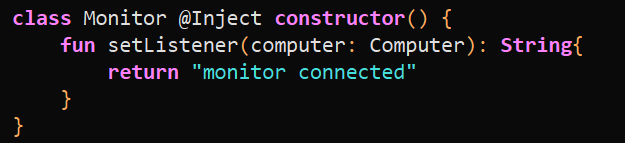 class Monitor @Inject constructor() {
    fun setListener(computer: Computer): String{
        return "monitor connected"
    }
}